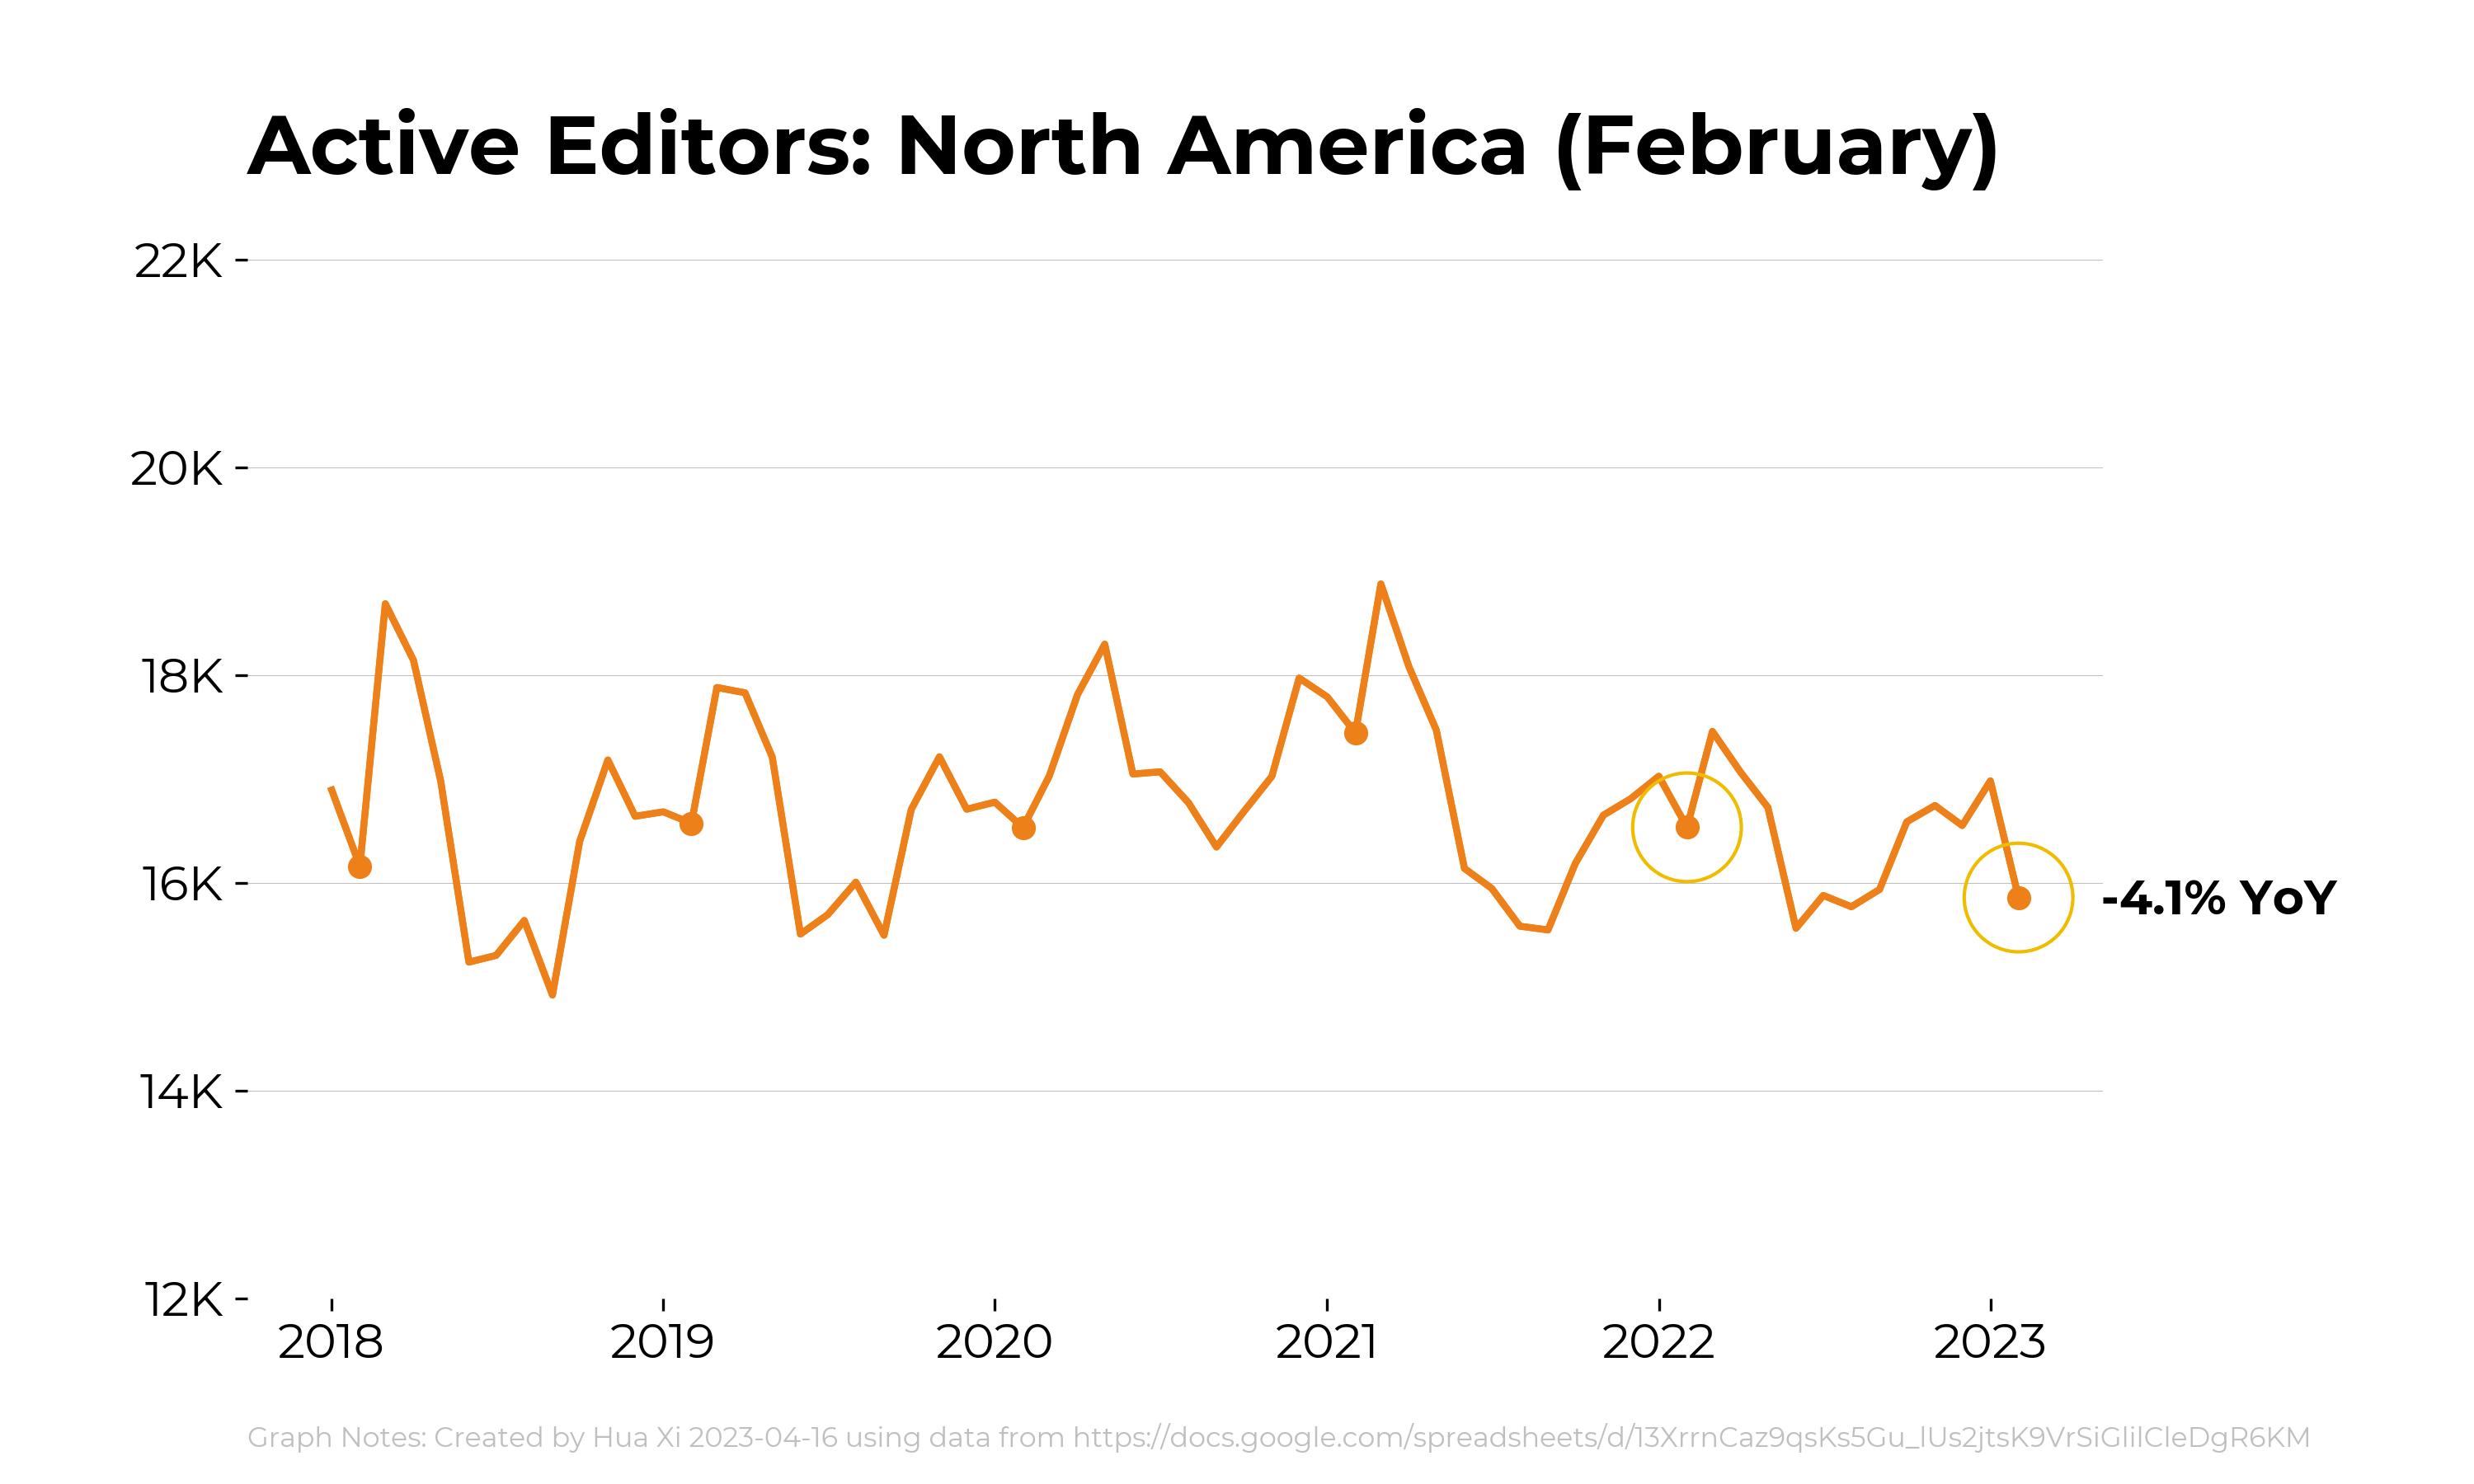 Active Editors: North America (February)
22K
20K
18K
16K
-4.1% YoY
14K
12K
2018 2019 2020 2021 2022 2023
Graph Notes: Created by Hua Xi 2023-04-16 using data from https://docs.google.com/spreadsheets/d/13XrrnCaz9qsKs5Gu_lUs2jtsK9VrSiGlilCleDgR6KM